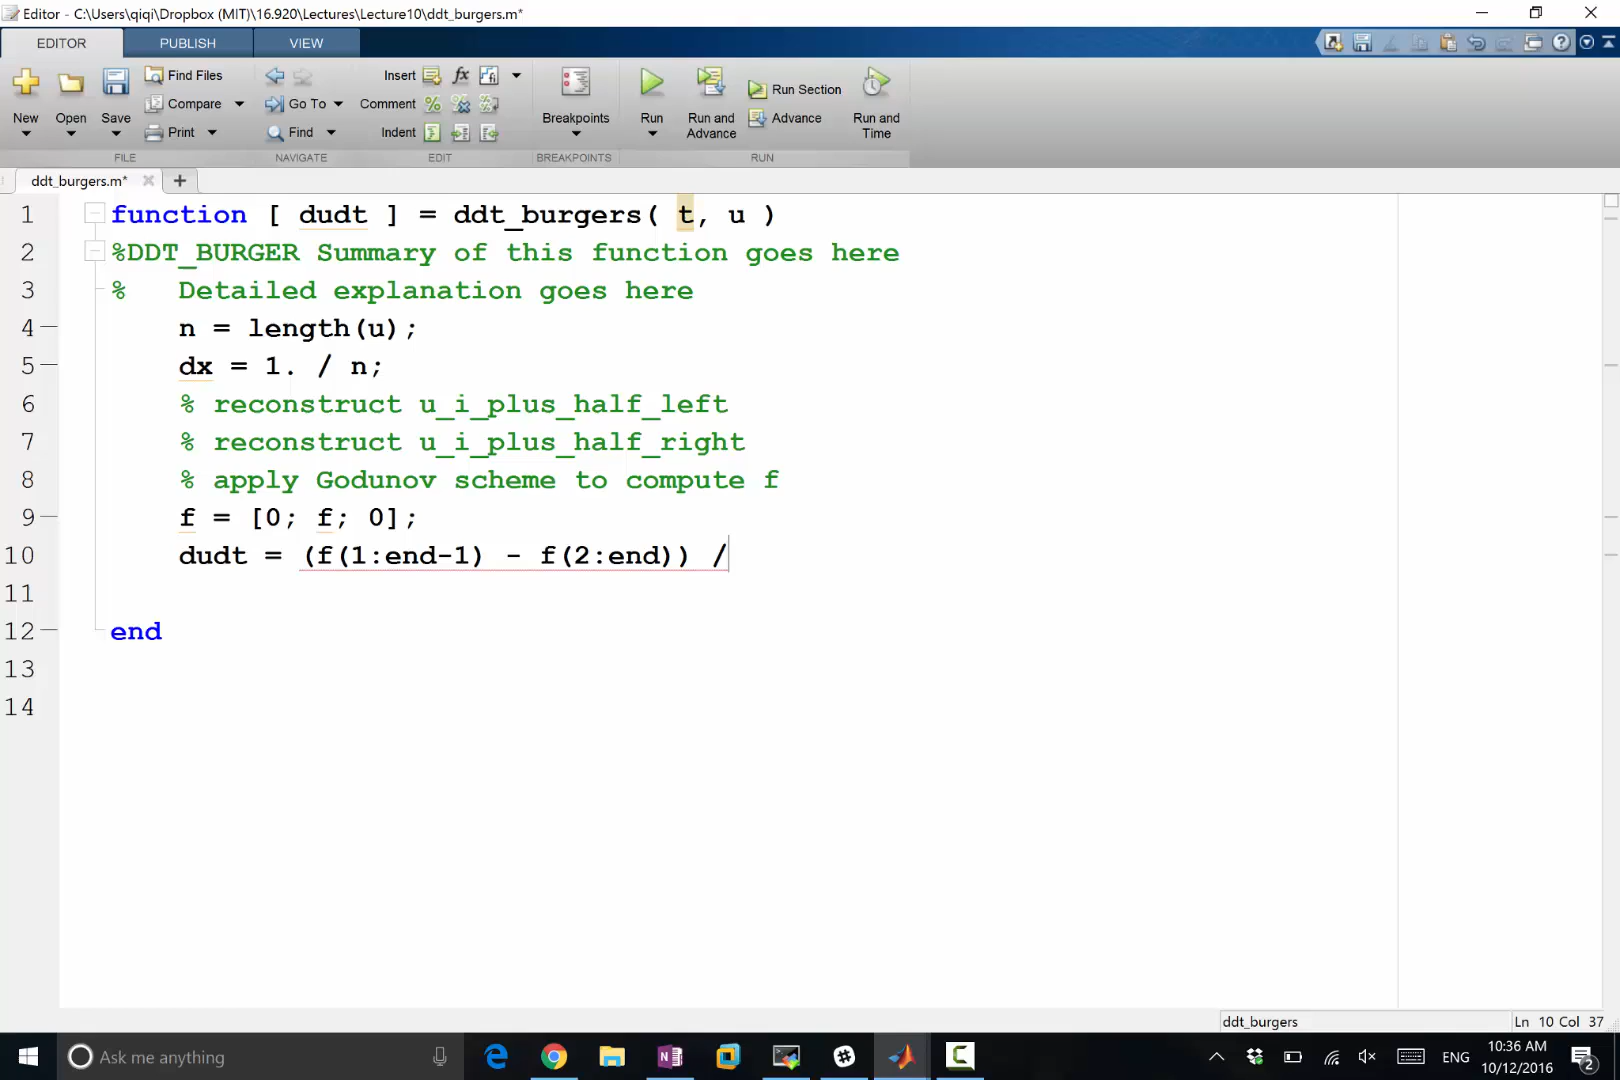 Editor - C:\Users\qiqi\Dropbox (MIT)\16.920\Lectures\Lecture10\ddt_burgers.m*
EDITOR PUBLISH VIEW
New Open Save
Find Files
Compare
Print
Go To
Find
Insert
Comment
Indent
Breakpoints
Run
Run and Advance
Run Section
Advance
Run and Time
FILE NAVIGATE EDIT BREAKPOINTS RUN
ddt_burgers.m*
1 function [ dudt ] = ddt_burgers( t, u )
2 %DDT_BURGER Summary of this function goes here
3 %   Detailed explanation goes here
4 n = length(u);
5 dx = 1. / n;
6 % reconstruct u_i_plus_half_left
7 % reconstruct u_i_plus_half_right
8 % apply Godunov scheme to compute f
9 f = [0; f; 0];
10 dudt = (f(1:end-1) - f(2:end)) /
11
12 end
13
14
ddt_burgers Ln 10 Col 37
Ask me anything
ENG
10:36 AM
10/12/2016
2